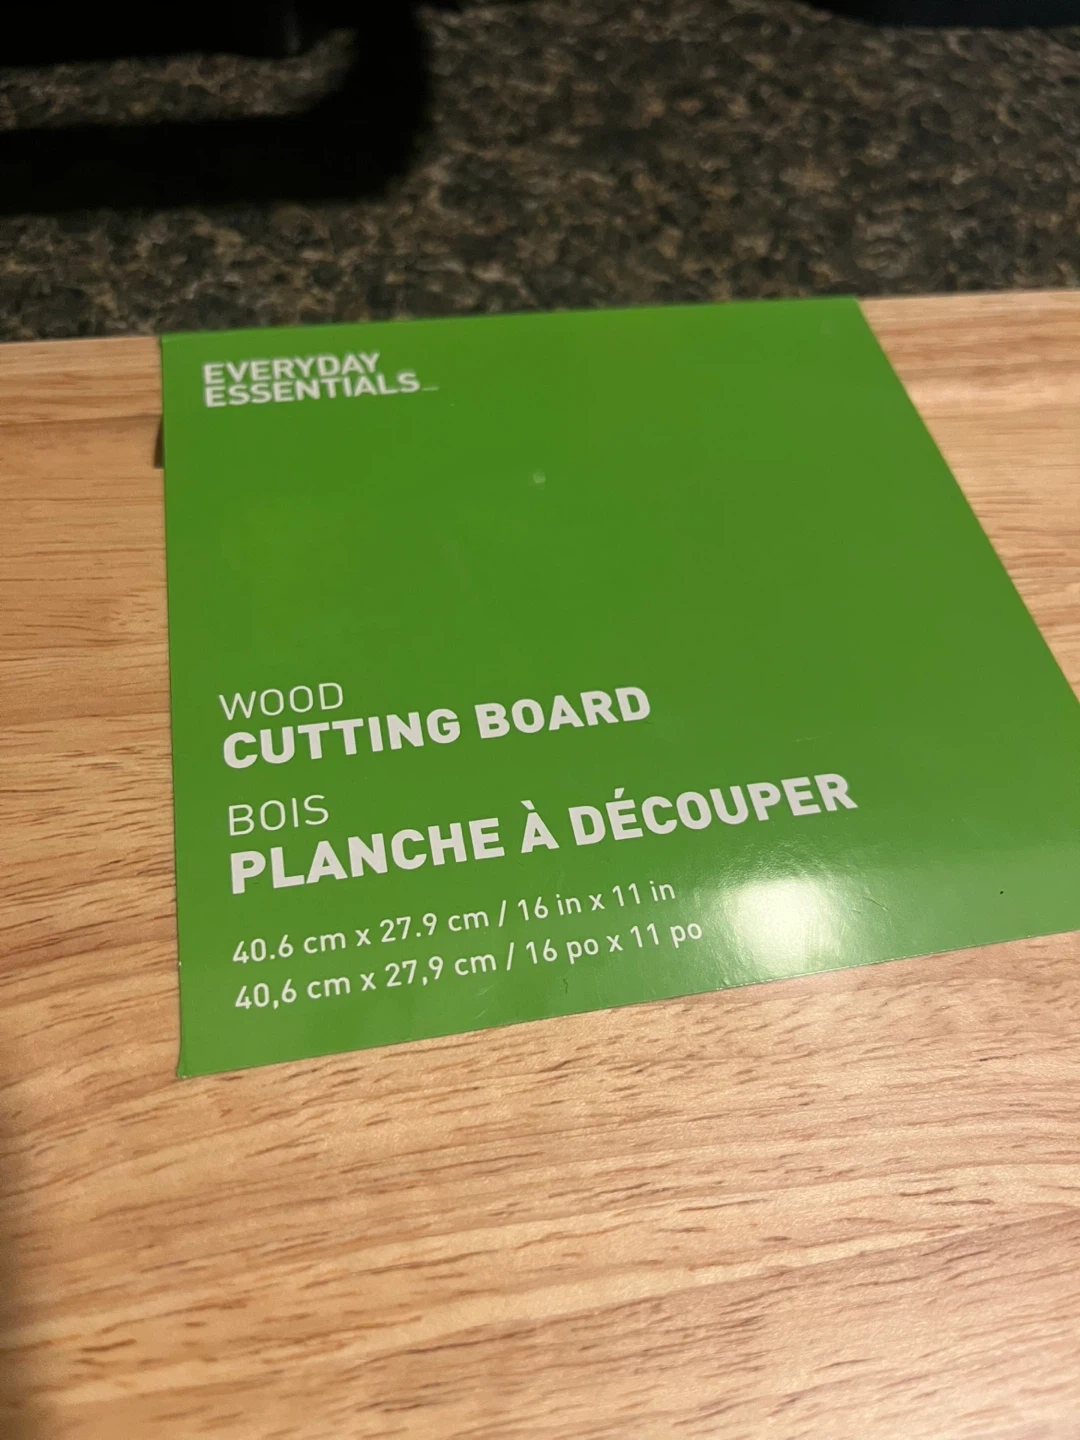 EVERYDAY
ESSENTIALS_
WOOD
CUTTING BOARD
BOIS
PLANCHE À DÉCOUPER
40.6 cm x 27.9 cm / 16 in x 11 in
40,6 cm x 27,9 cm / 16 po x 11 po